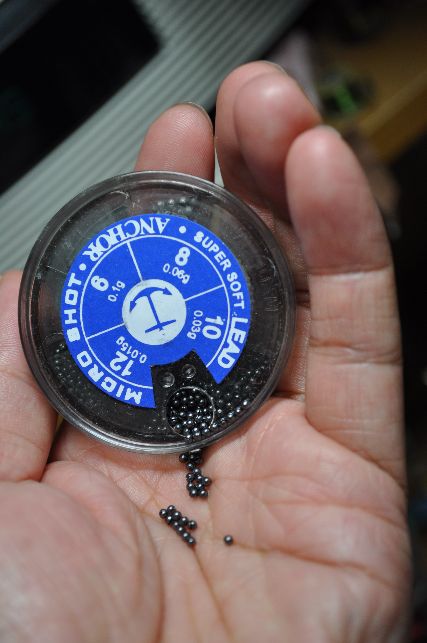 MICRO SHOT • ANCHOR • SUPER SOFT LEAD
6
0.1g
8
0.06g
10
0.03g
12
0.015g